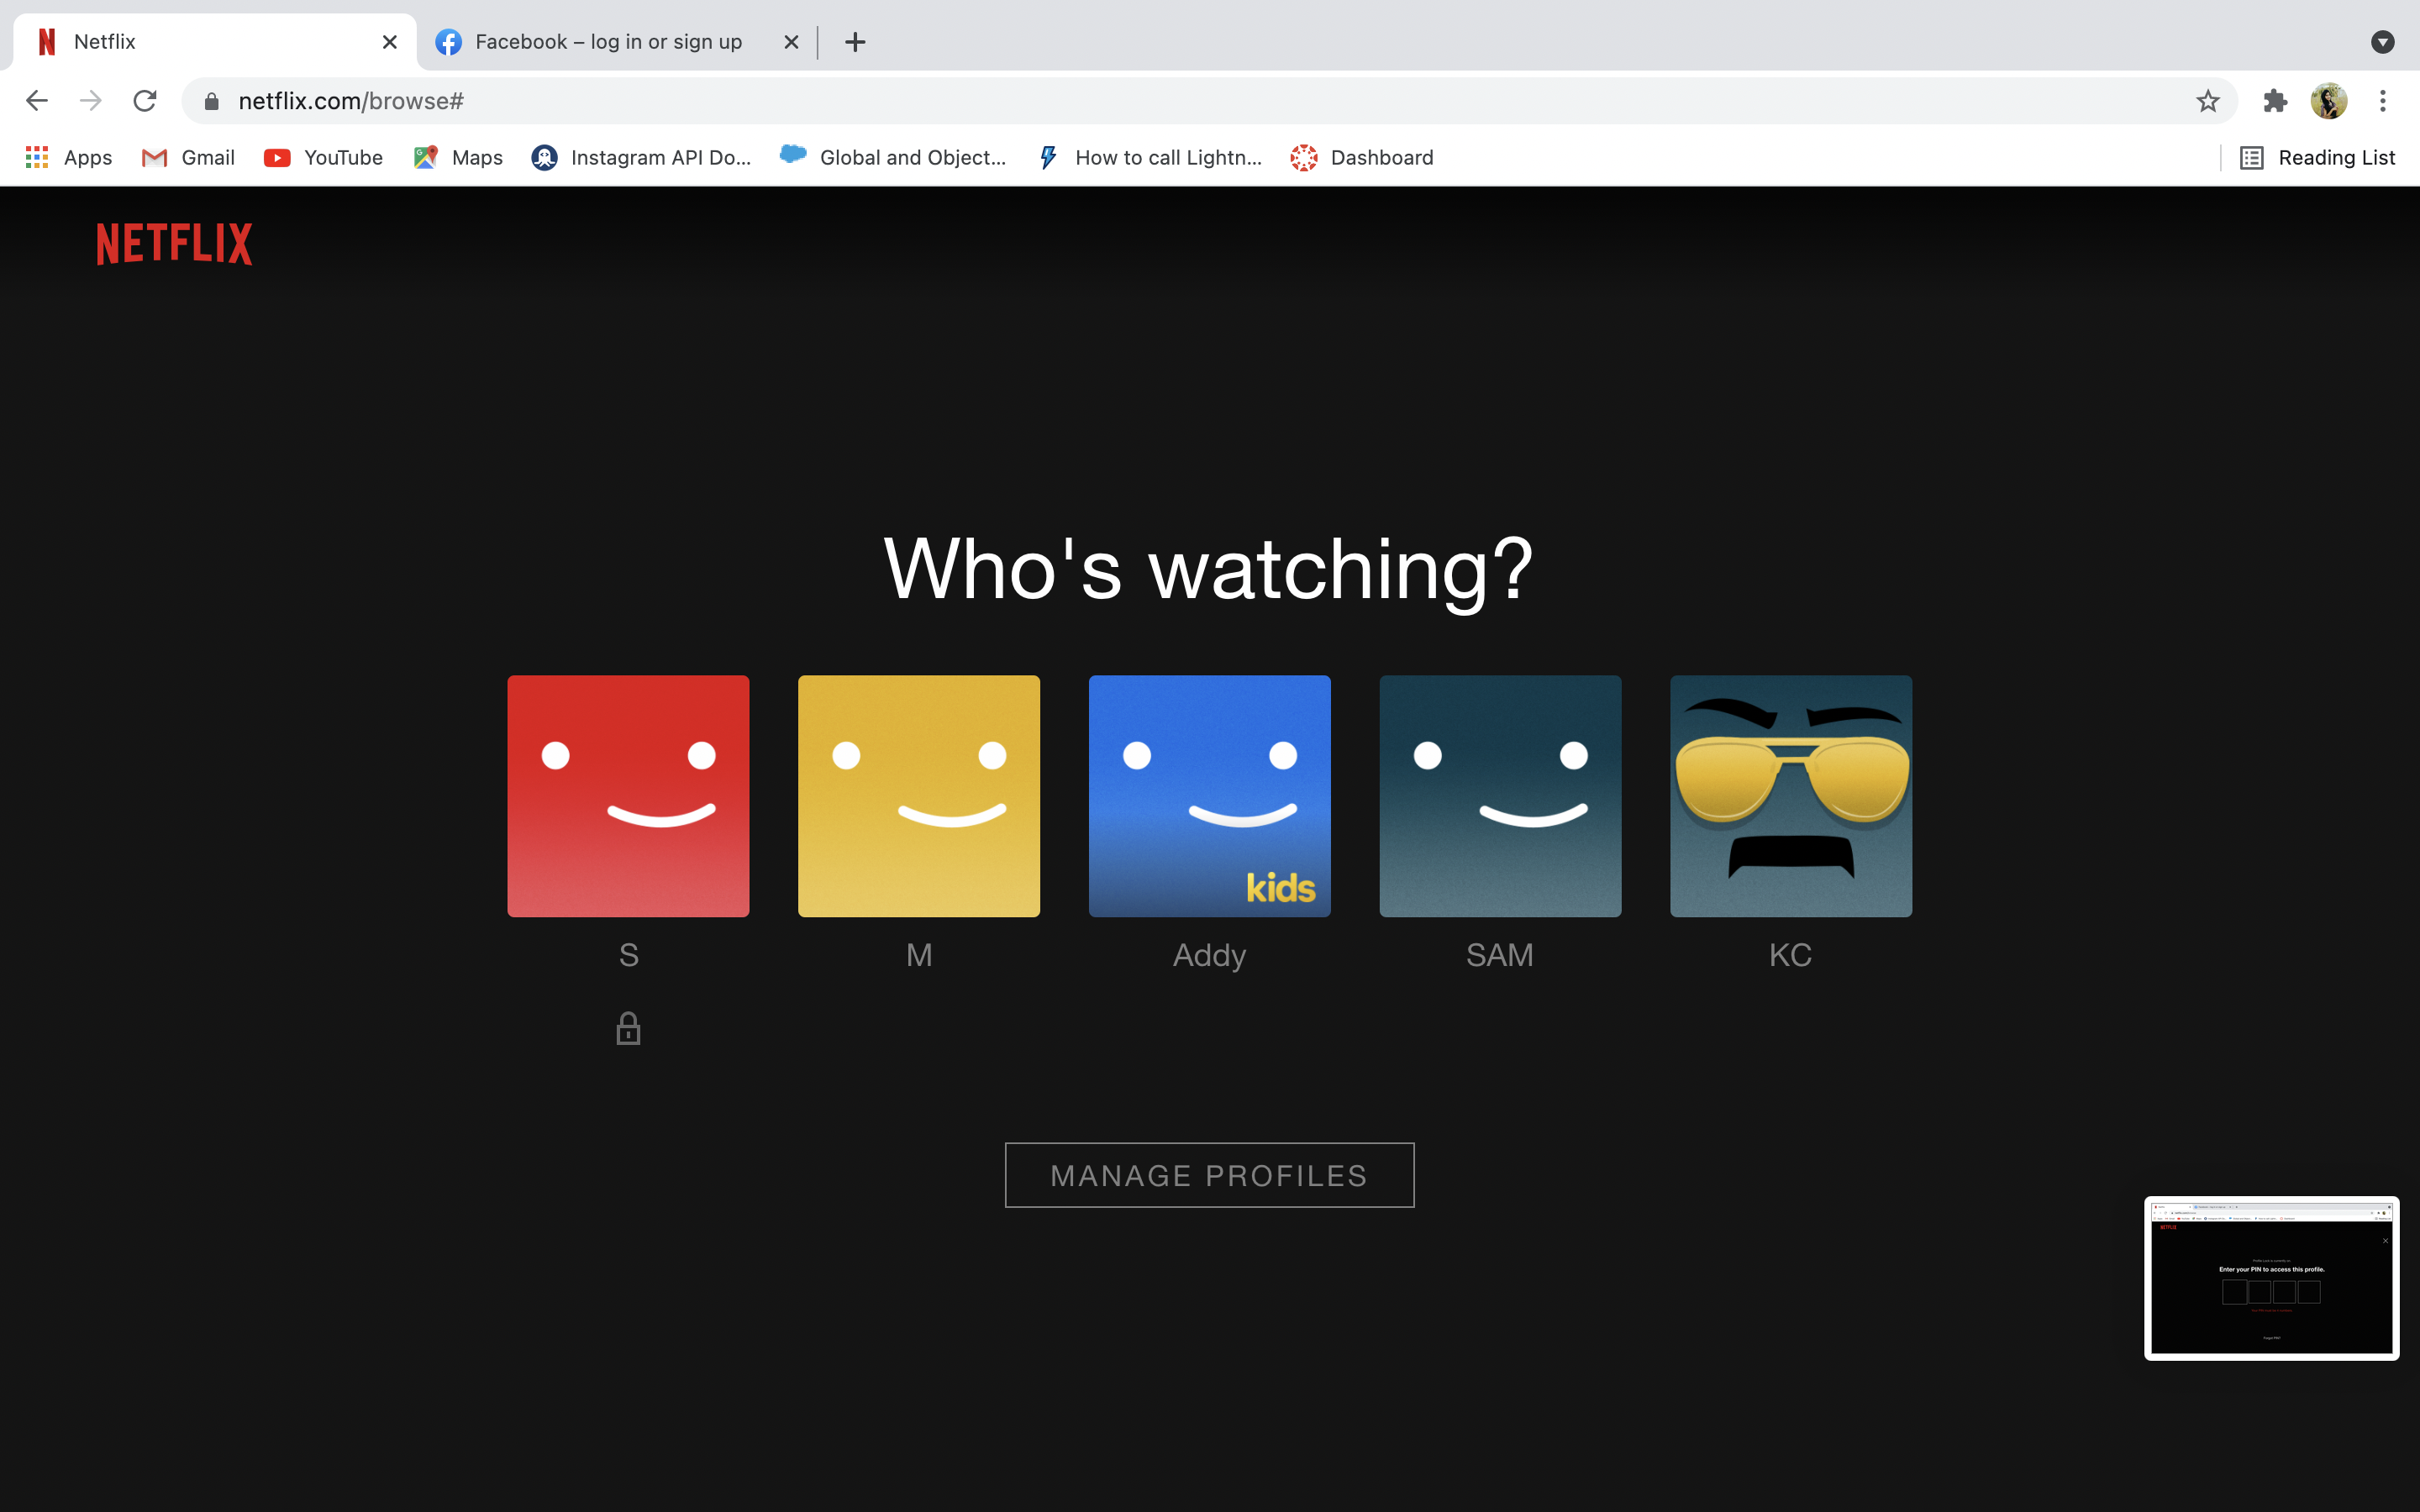 Netflix
Facebook – log in or sign up
netflix.com/browse#
Apps
Gmail
YouTube
Maps
Instagram API Do...
Global and Object...
How to call Lightn...
Dashboard
Reading List
NETFLIX
Who's watching?
kids
S
M
Addy
SAM
KC
MANAGE PROFILES
NETFLIX
Enter your PIN to access this profile.